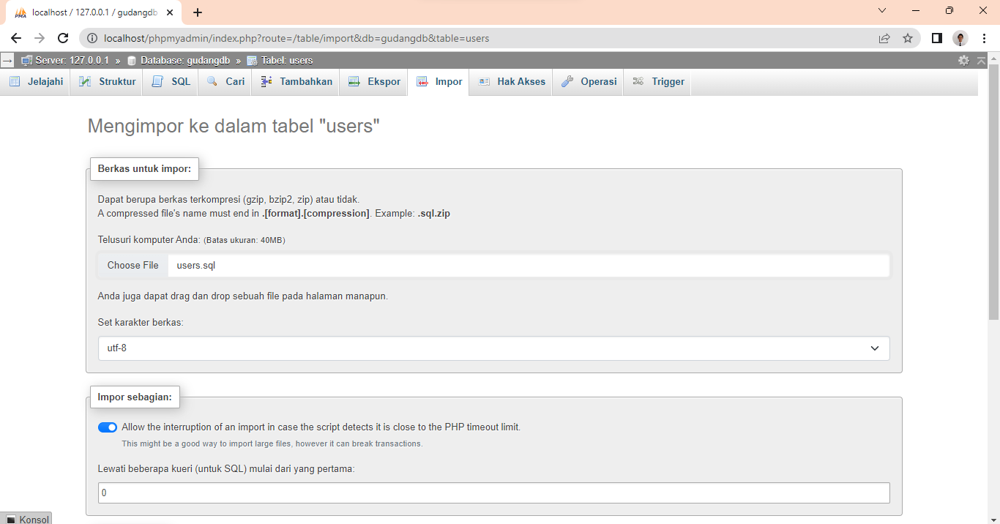 localhost / 127.0.0.1 / gudangdb
localhost/phpmyadmin/index.php?route=/table/import&db=gudangdb&table=users
Server: 127.0.0.1 » Database: gudangdb » Tabel: users
Jelajahi Struktur SQL Cari Tambahkan Ekspor Impor Hak Akses Operasi Trigger
Mengimpor ke dalam tabel "users"
Berkas untuk impor:
Dapat berupa berkas terkompresi (gzip, bzip2, zip) atau tidak.
A compressed file's name must end in .[format].[compression]. Example: .sql.zip
Telusuri komputer Anda: (Batas ukuran: 40MB)
Choose File users.sql
Anda juga dapat drag dan drop sebuah file pada halaman manapun.
Set karakter berkas:
utf-8
Impor sebagian:
Allow the interruption of an import in case the script detects it is close to the PHP timeout limit.
This might be a good way to import large files, however it can break transactions.
Lewati beberapa kueri (untuk SQL) mulai dari yang pertama:
0
Konsol